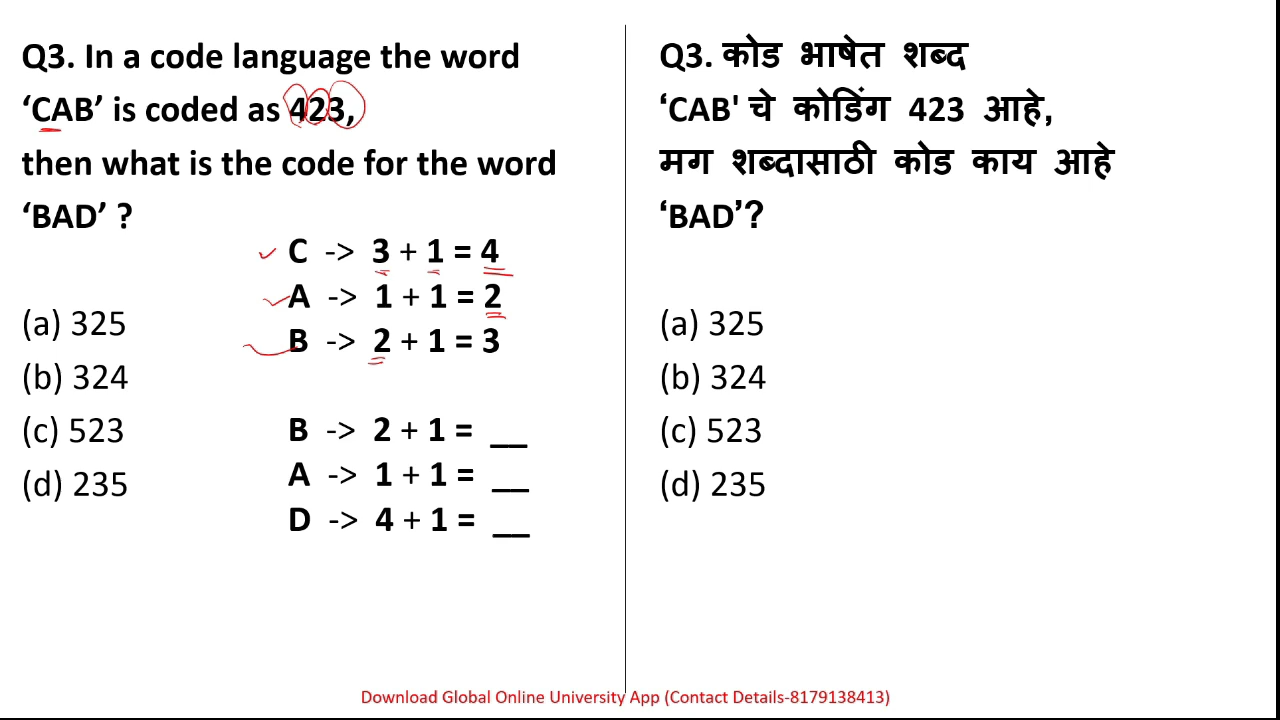 Q3. In a code language the word
‘CAB’ is coded as 423,
then what is the code for the word
‘BAD’ ?
C -> 3 + 1 = 4
A -> 1 + 1 = 2
B -> 2 + 1 = 3
(a) 325
(b) 324
(c) 523
(d) 235
B -> 2 + 1 = __
A -> 1 + 1 = __
D -> 4 + 1 = __
Q3. कोड भाषेत शब्द
‘CAB' चे कोडिंग 423 आहे,
मग शब्दासाठी कोड काय आहे
‘BAD’?
(a) 325
(b) 324
(c) 523
(d) 235
Download Global Online University App (Contact Details-8179138413)